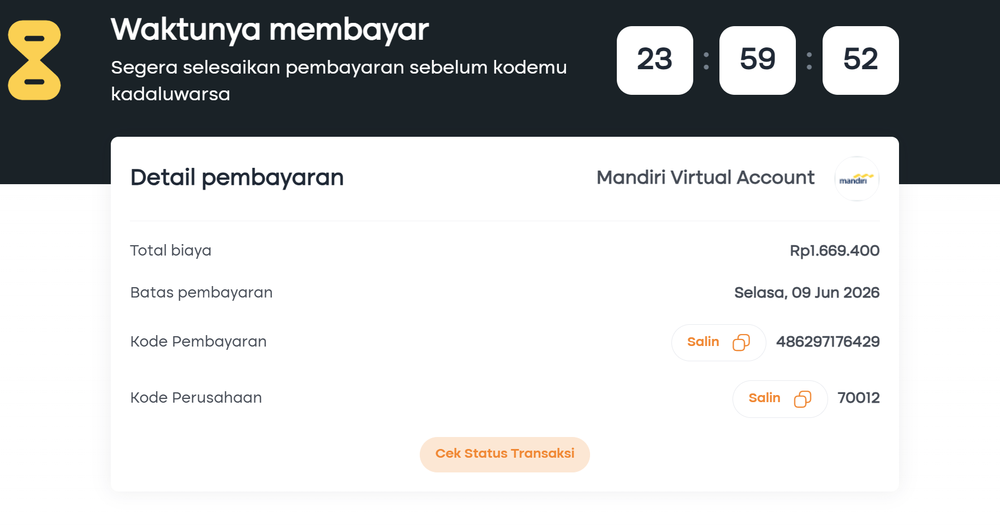 Waktunya membayar
Segera selesaikan pembayaran sebelum kodemu
kadaluwarsa
23 : 59 : 52
Detail pembayaran
Mandiri Virtual Account
mandiri
Total biaya
Rp1.669.400
Batas pembayaran
Selasa, 09 Jun 2026
Kode Pembayaran
Salin
486297176429
Kode Perusahaan
Salin
70012
Cek Status Transaksi